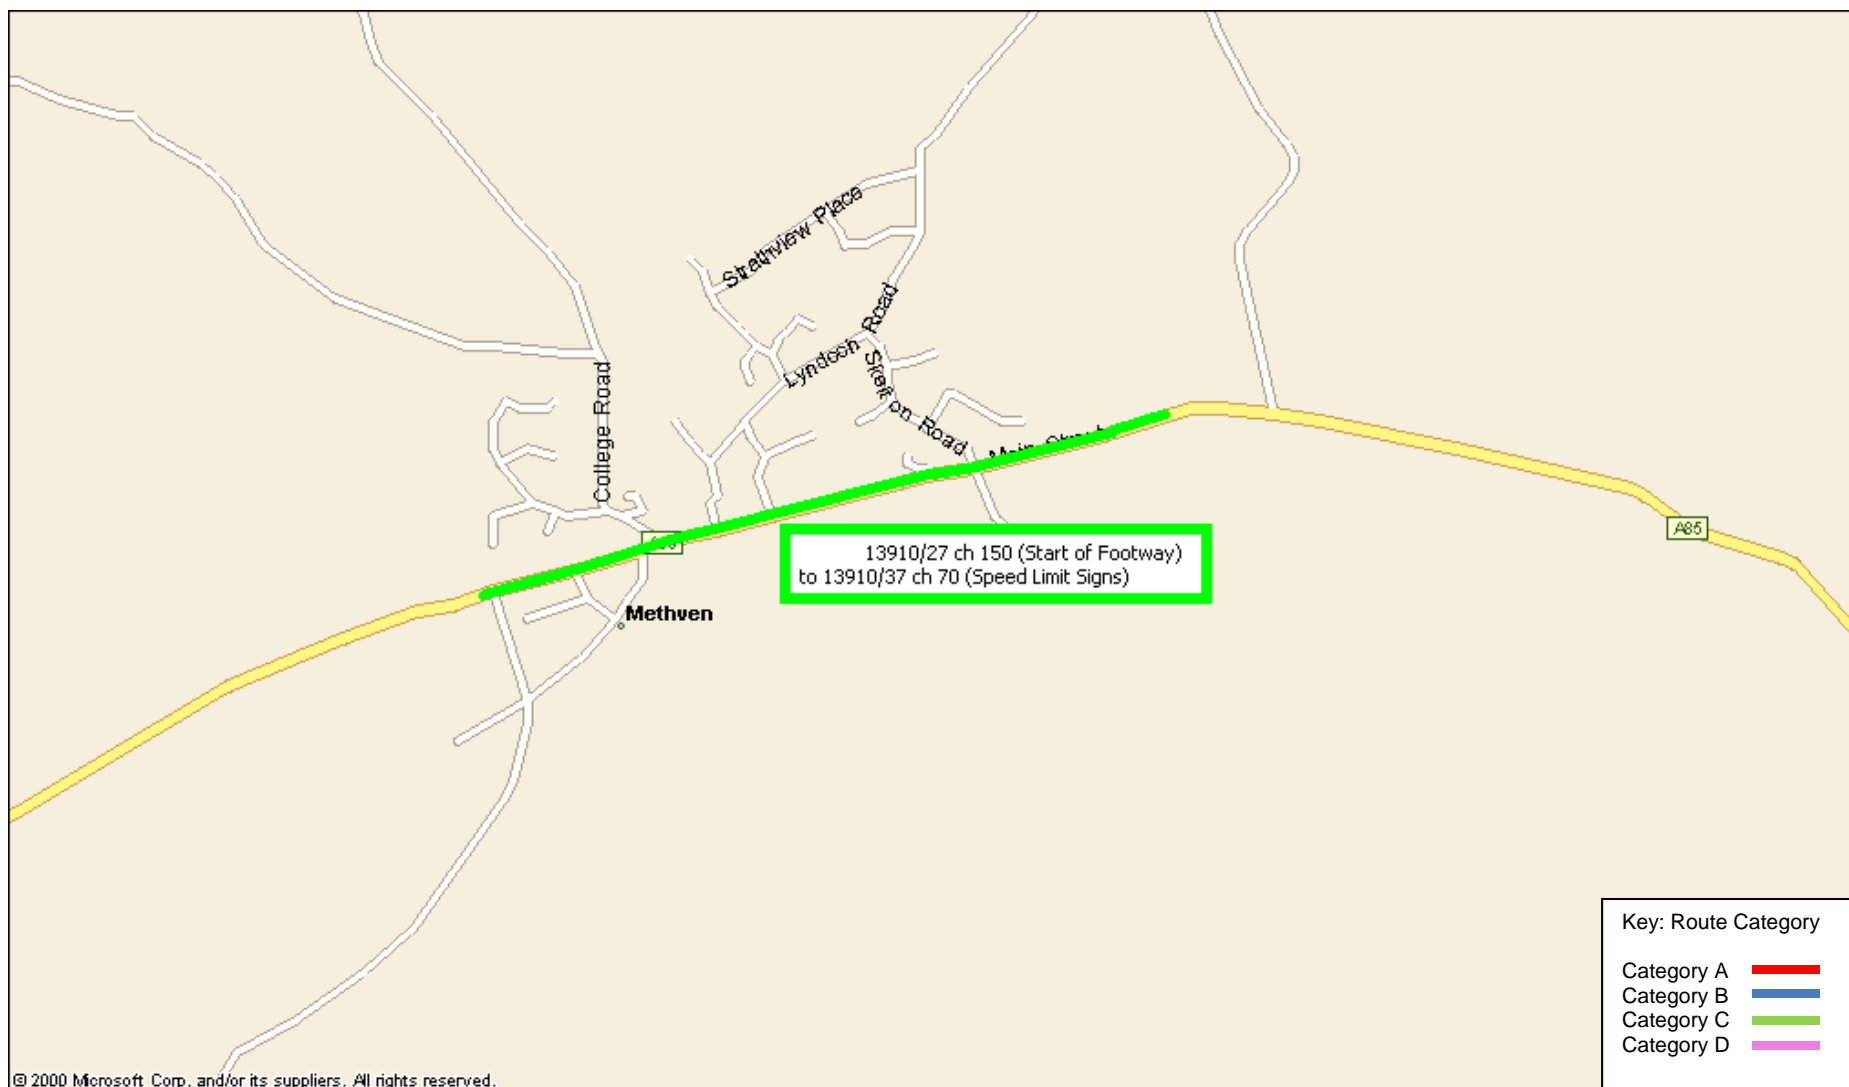 Strathview Place
Lyndoch Road
Skelton Road
College Road
A85
13910/27 ch 150 (Start of Footway)
to 13910/37 ch 70 (Speed Limit Signs)
Methven
Key: Route Category
Category A
Category B
Category C
Category D
© 2000 Microsoft Corp. and/or its suppliers. All rights reserved.